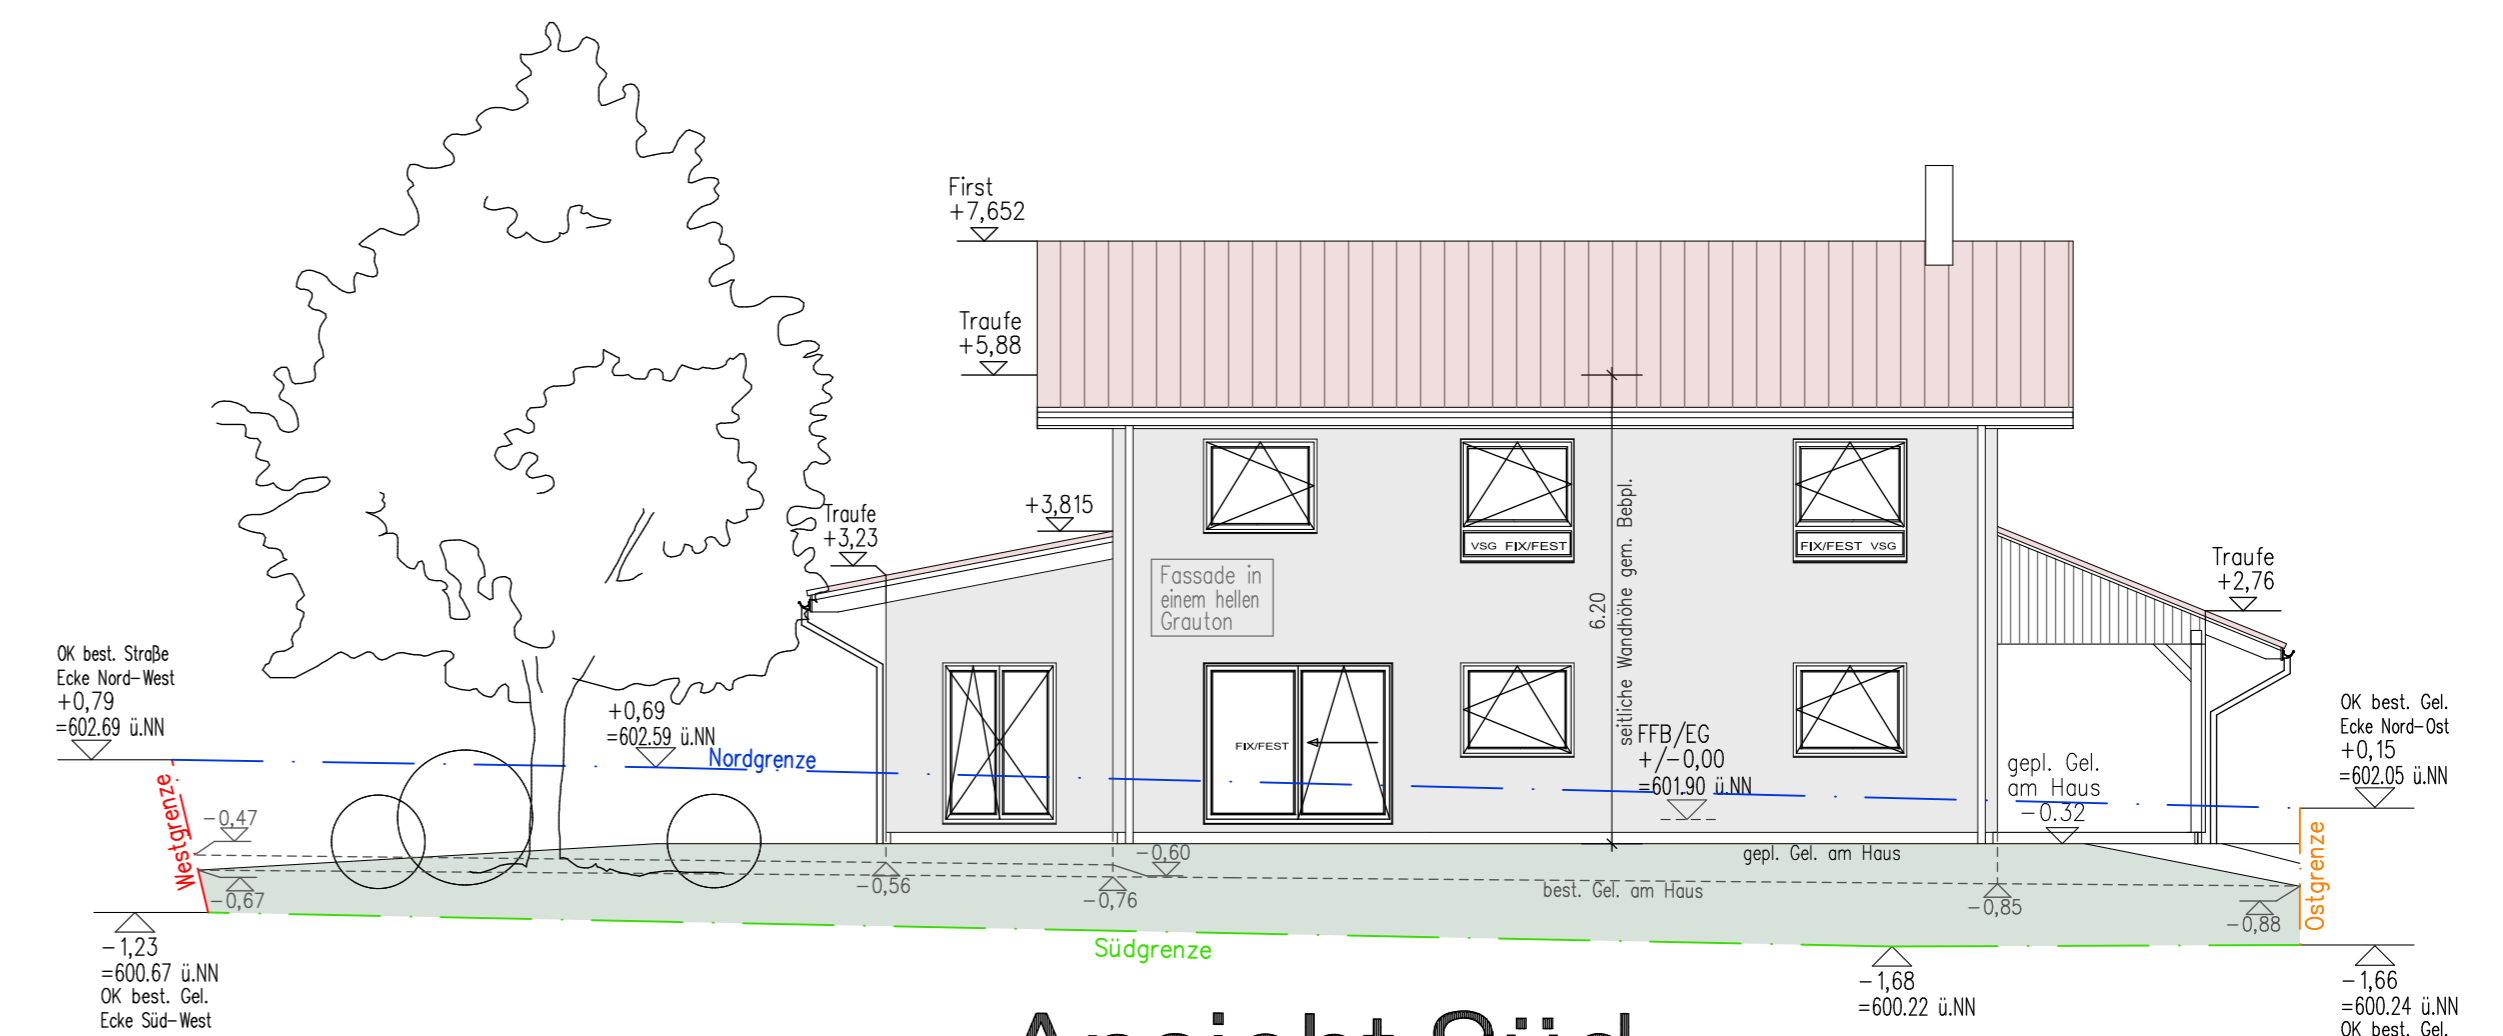 First
+7,652
Traufe
+5,88
Traufe
+3,23
+3,815
Fassade in
einem hellen
Grauton
VSG FIX/FEST
FIX/FEST VSG
6.20
seitliche Wandhöhe gem. Bebpl.
Traufe
+2,76
OK best. Straße
Ecke Nord-West
+0,79
=602.69 ü.NN
+0,69
=602.59 ü.NN
Nordgrenze
FIX/FEST
FFB/EG
+/-0,00
=601.90 ü.NN
gepl. Gel.
am Haus
-0.32
OK best. Gel.
Ecke Nord-Ost
+0,15
=602.05 ü.NN
Westgrenze
-0,47
-0,67
-0,56
-0,60
-0,76
gepl. Gel. am Haus
best. Gel. am Haus
-0,85
-0,88
Ostgrenze
Südgrenze
-1,23
=600.67 ü.NN
OK best. Gel.
Ecke Süd-West
-1,68
=600.22 ü.NN
-1,66
=600.24 ü.NN
OK best. Gel.
Ansicht Süd